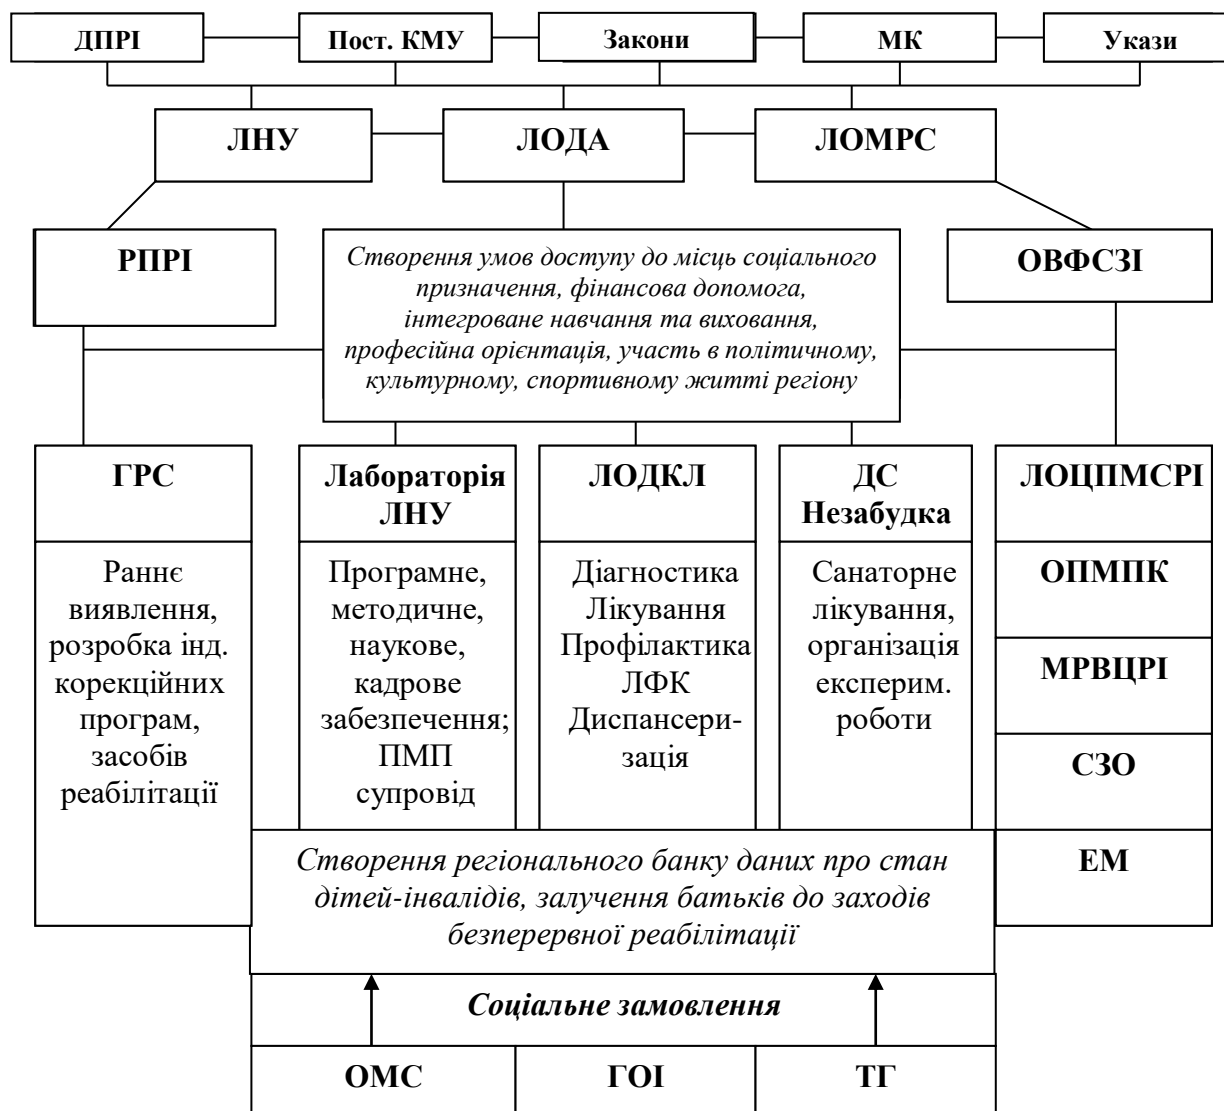 ДПРІ
Пост. КМУ
Закони
МК
Укази
ЛНУ
ЛОДА
ЛОМРС
РПРІ
Створення умов доступу до місць соціального
призначення, фінансова допомога,
інтегроване навчання та виховання,
професійна орієнтація, участь в політичному,
культурному, спортивному житті регіону
ОВФСЗІ
ГРС
Раннє
виявлення,
розробка інд.
корекційних
програм,
засобів
реабілітації
Лабораторія
ЛНУ
Програмне,
методичне,
наукове,
кадрове
забезпечення;
ПМП
супровід
ЛОДКЛ
Діагностика
Лікування
Профілактика
ЛФК
Диспансери-
зація
ДС
Незабудка
Санаторне
лікування,
організація
експерим.
роботи
ЛОЦПМСРІ
ОПМПК
МРВЦРІ
СЗО
ЕМ
Створення регіонального банку даних про стан
дітей-інвалідів, залучення батьків до заходів
безперервної реабілітації
Соціальне замовлення
ОМС
ГОІ
ТГ